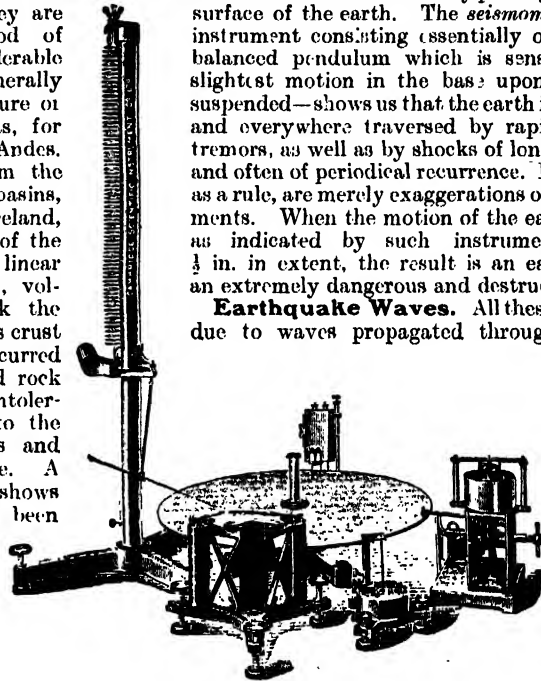 ey are
od of
derable
nerally
ture or
s, for
Andes.
m the
basins,
reland,
of the
linear
, vol-
k the
s crust
curred
d rock
ntoler-
to the
s and
e. A
shows
been
surface of the earth. The seismom
instrument consisting essentially o
balanced pendulum which is sens
slightest motion in the base upon
suspended—shows us that the earth i
and everywhere traversed by rapi
tremors, as well as by shocks of lon
and often of periodical recurrence.
as a rule, are merely exaggerations o
ments. When the motion of the ea
as indicated by such instrume
in. in extent, the result is an ea
an extremely dangerous and destruc
Earthquake Waves. All thes
due to waves propagated throug